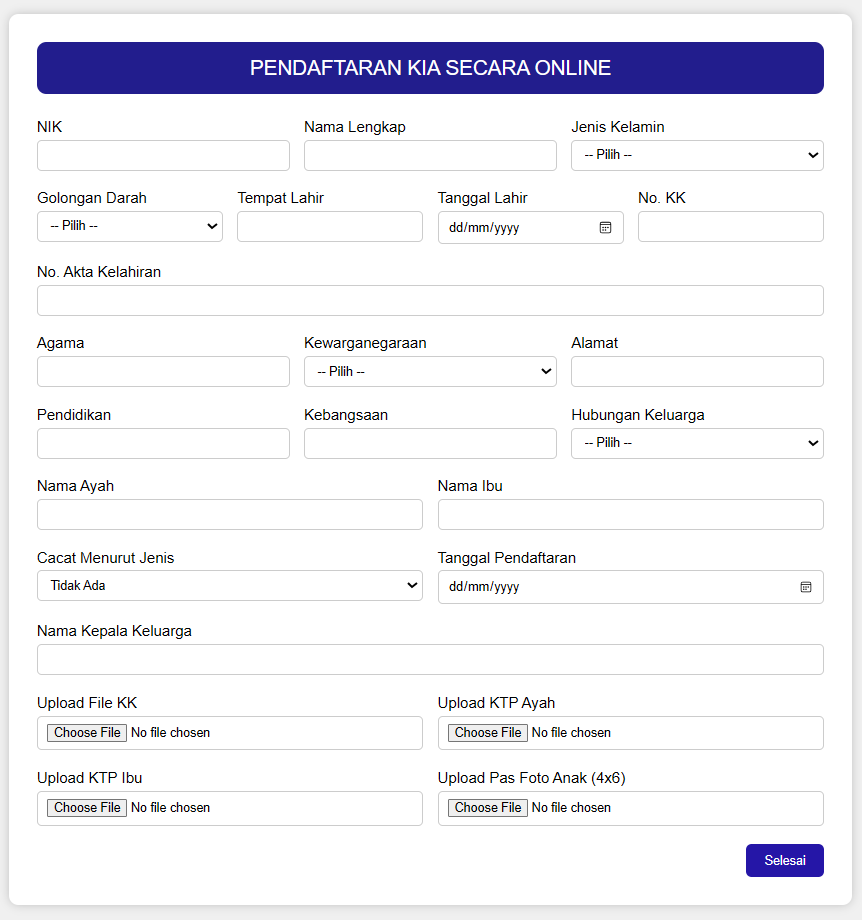 PENDAFTARAN KIA SECARA ONLINE
NIK Nama Lengkap Jenis Kelamin
-- Pilih --
Golongan Darah Tempat Lahir Tanggal Lahir No. KK
-- Pilih -- dd/mm/yyyy
No. Akta Kelahiran
Agama Kewarganegaraan Alamat
-- Pilih --
Pendidikan Kebangsaan Hubungan Keluarga
-- Pilih --
Nama Ayah Nama Ibu
Cacat Menurut Jenis Tanggal Pendaftaran
Tidak Ada dd/mm/yyyy
Nama Kepala Keluarga
Upload File KK Upload KTP Ayah
Choose File No file chosen Choose File No file chosen
Upload KTP Ibu Upload Pas Foto Anak (4x6)
Choose File No file chosen Choose File No file chosen
Selesai